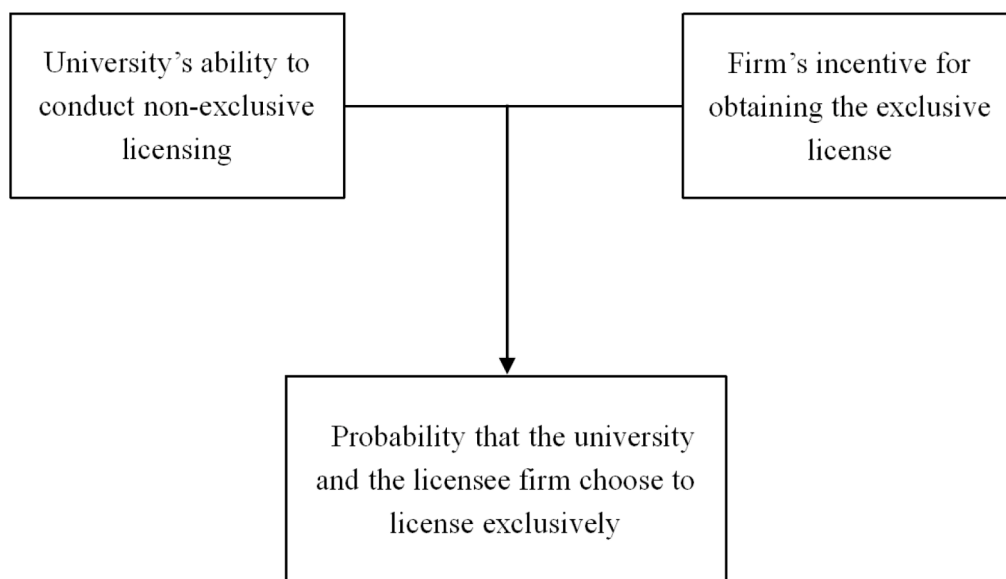 University’s ability to
conduct non-exclusive
licensing
Firm’s incentive for
obtaining the exclusive
license
Probability that the university
and the licensee firm choose to
license exclusively